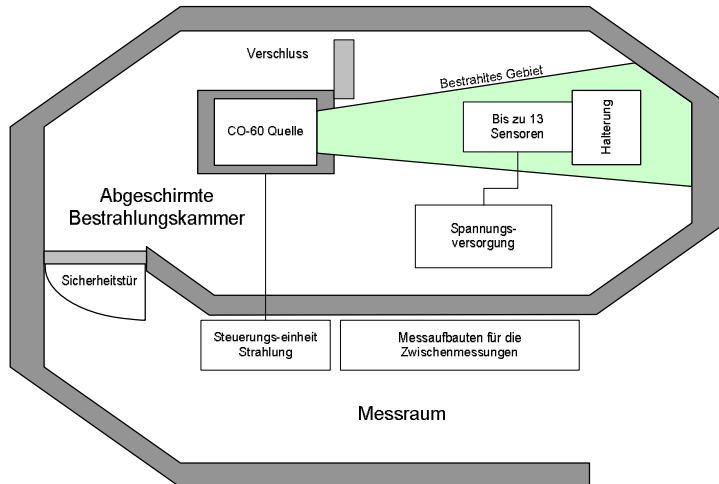 Verschluss
Bestrahltes Gebiet
CO-60 Quelle
Bis zu 13
Sensoren
Halterung
Abgeschirmte
Bestrahlungskammer
Spannungs-
versorgung
Sicherheitstür
Steuerungs-einheit
Strahlung
Messaufbauten für die
Zwischenmessungen
Messraum